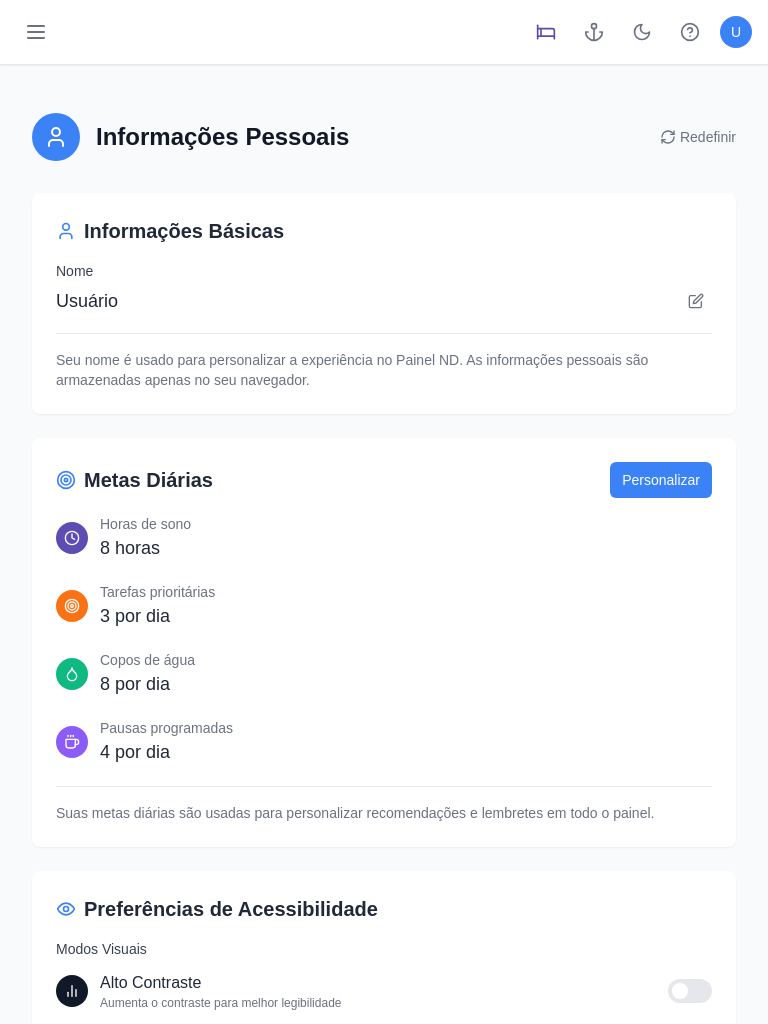 U
Informações Pessoais
Redefinir
Informações Básicas
Nome
Usuário
Seu nome é usado para personalizar a experiência no Painel ND. As informações pessoais são
armazenadas apenas no seu navegador.
Metas Diárias
Personalizar
Horas de sono
8 horas
Tarefas prioritárias
3 por dia
Copos de água
8 por dia
Pausas programadas
4 por dia
Suas metas diárias são usadas para personalizar recomendações e lembretes em todo o painel.
Preferências de Acessibilidade
Modos Visuais
Alto Contraste
Aumenta o contraste para melhor legibilidade